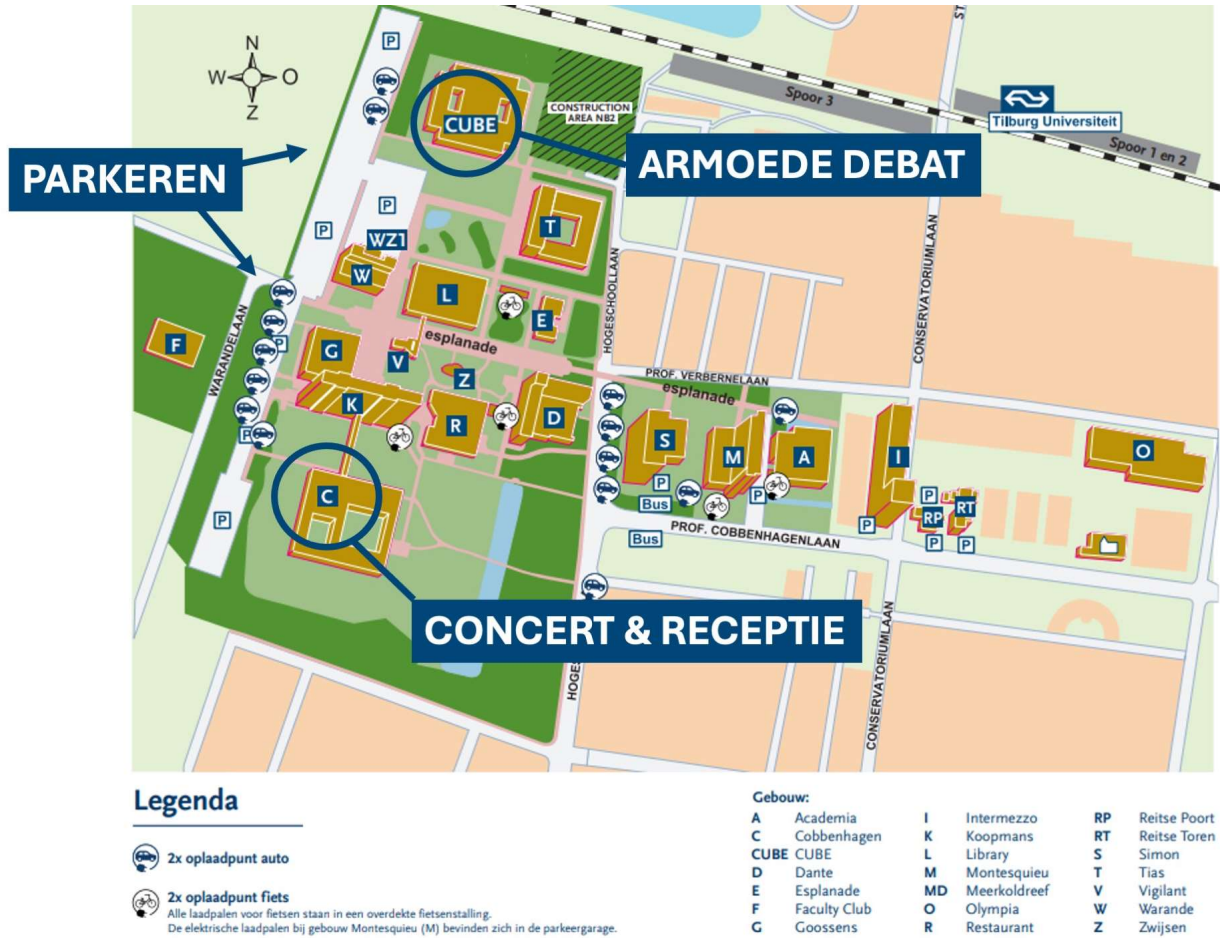 N
W
O
Z
P
CUBE
CONSTRUCTION
AREA NB2
Spoor 3
Tilburg Universiteit
Spoor 1 en 2
PARKEREN
ARMOEDE DEBAT
P
P
WZ1
W
T
L
E
HOGESCHOOLLAAN
CONSERVATORIUMLAAN
WARANDELAAN
F
P
G
V
esplanade
Z
PROF. VERBERNELAAN
esplanade
K
R
D
S
M
A
I
O
P
C
P
P
Bus
P
P
P
RP
RT
P
P
P
Bus
PROF. COBBENHAGENLAAN
CONCERT & RECEPTIE
CONSERVATORIUMLAAN
Legenda
2x oplaadpunt auto
2x oplaadpunt fiets
Alle laadpalen voor fietsen staan in een overdekte fietsenstalling.
De elektrische laadpalen bij gebouw Montesquieu (M) bevinden zich in de parkeergarage.
Gebouw:
A Academia
C Cobbenhagen
CUBE CUBE
D Dante
E Esplanade
F Faculty Club
G Goossens
I Intermezzo
K Koopmans
L Library
M Montesquieu
MD Meerkoldreef
O Olympia
R Restaurant
RP Reitse Poort
RT Reitse Toren
S Simon
T Tias
V Vigilant
W Warande
Z Zwijsen